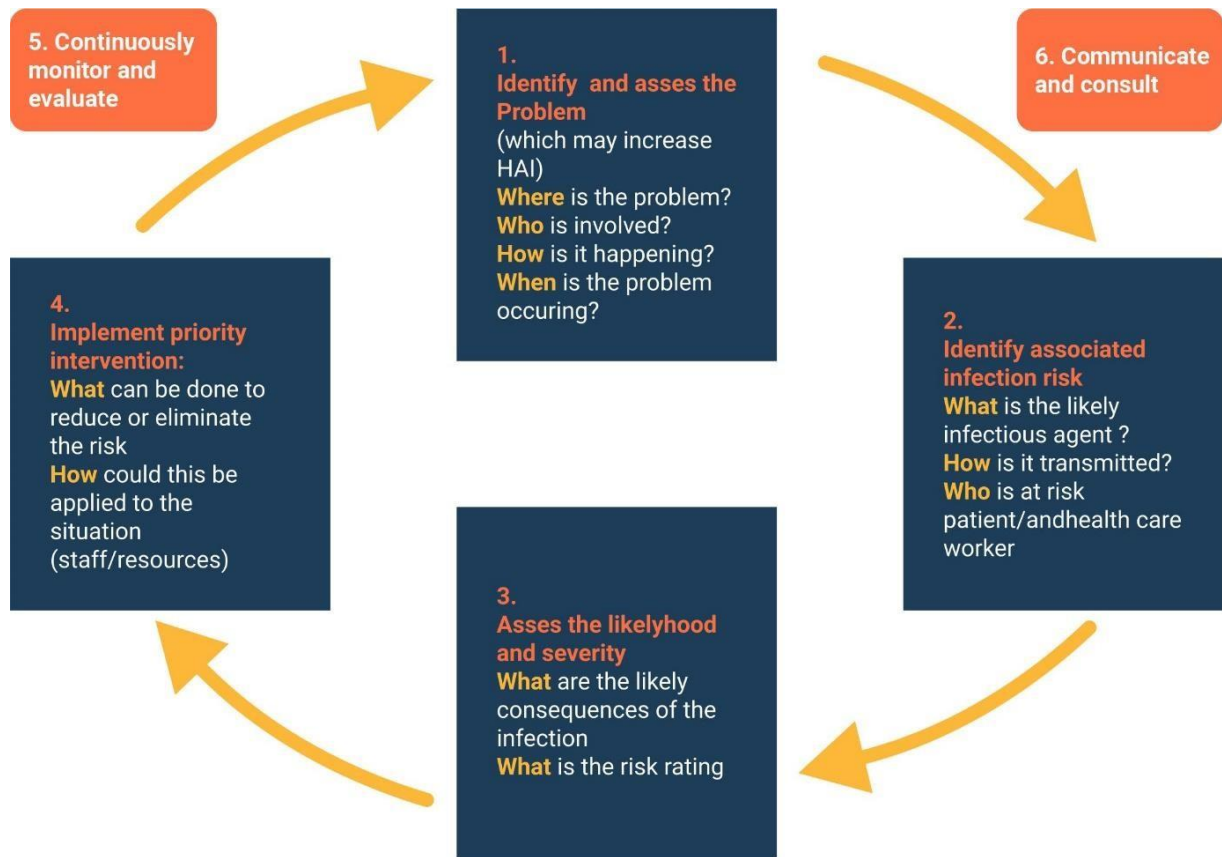 5. Continuously
monitor and
evaluate
1.
Identify and asses the
Problem
(which may increase
HAI)
Where is the problem?
Who is involved?
How is it happening?
When is the problem
occuring?
6. Communicate
and consult
4.
Implement priority
intervention:
What can be done to
reduce or eliminate
the risk
How could this be
applied to the
situation
(staff/resources)
2.
Identify associated
infection risk
What is the likely
infectious agent ?
How is it transmitted?
Who is at risk
patient/andhealth care
worker
3.
Asses the likelyhood
and severity
What are the likely
consequences of the
infection
What is the risk rating